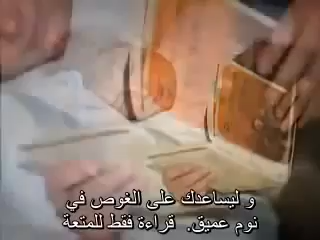 و ليساعدك على الغوص في
نوم عميق. قراءة فقط للمتعة